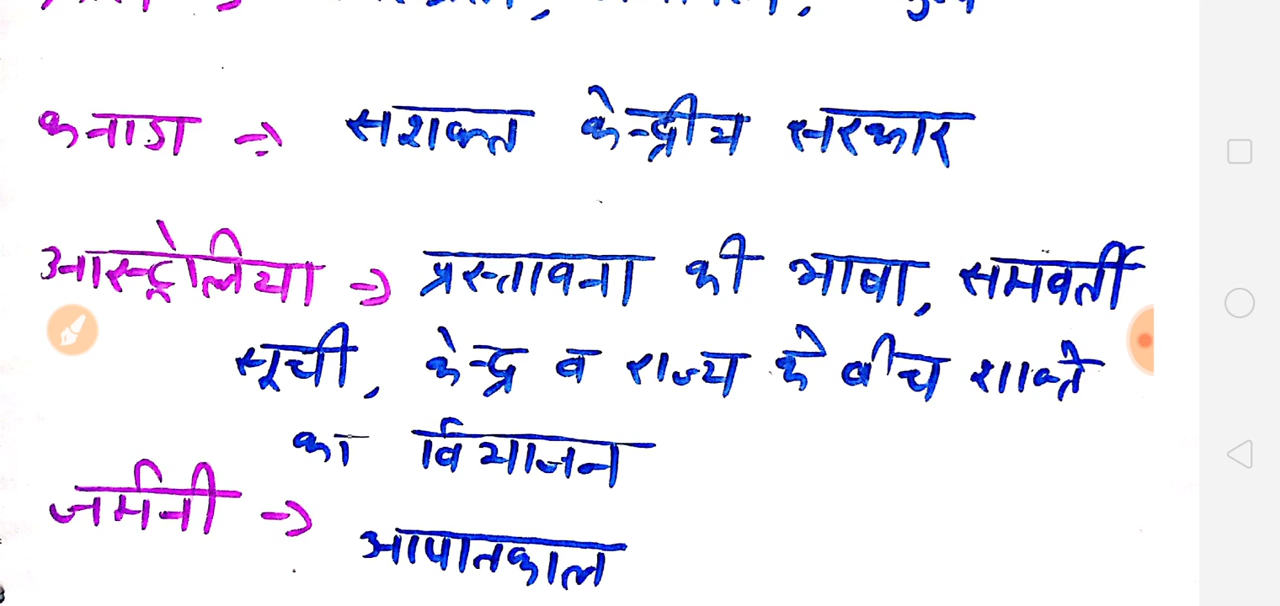 कनाडा → सशक्त केन्द्रीय सरकार
आस्ट्रेलिया → प्रस्तावना की भाषा, समवर्ती
सूची, केन्द्र व राज्य के बीच शक्ति
का विभाजन
जर्मनी →
आपातकाल